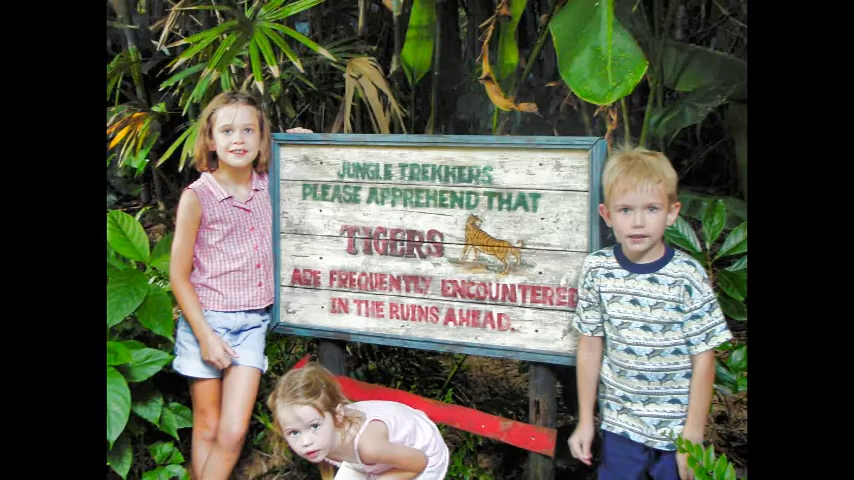 JUNGLE TREKKERS
PLEASE APPREHEND THAT
TIGERS
ARE FREQUENTLY ENCOUNTERED
IN THE RUINS AHEAD.